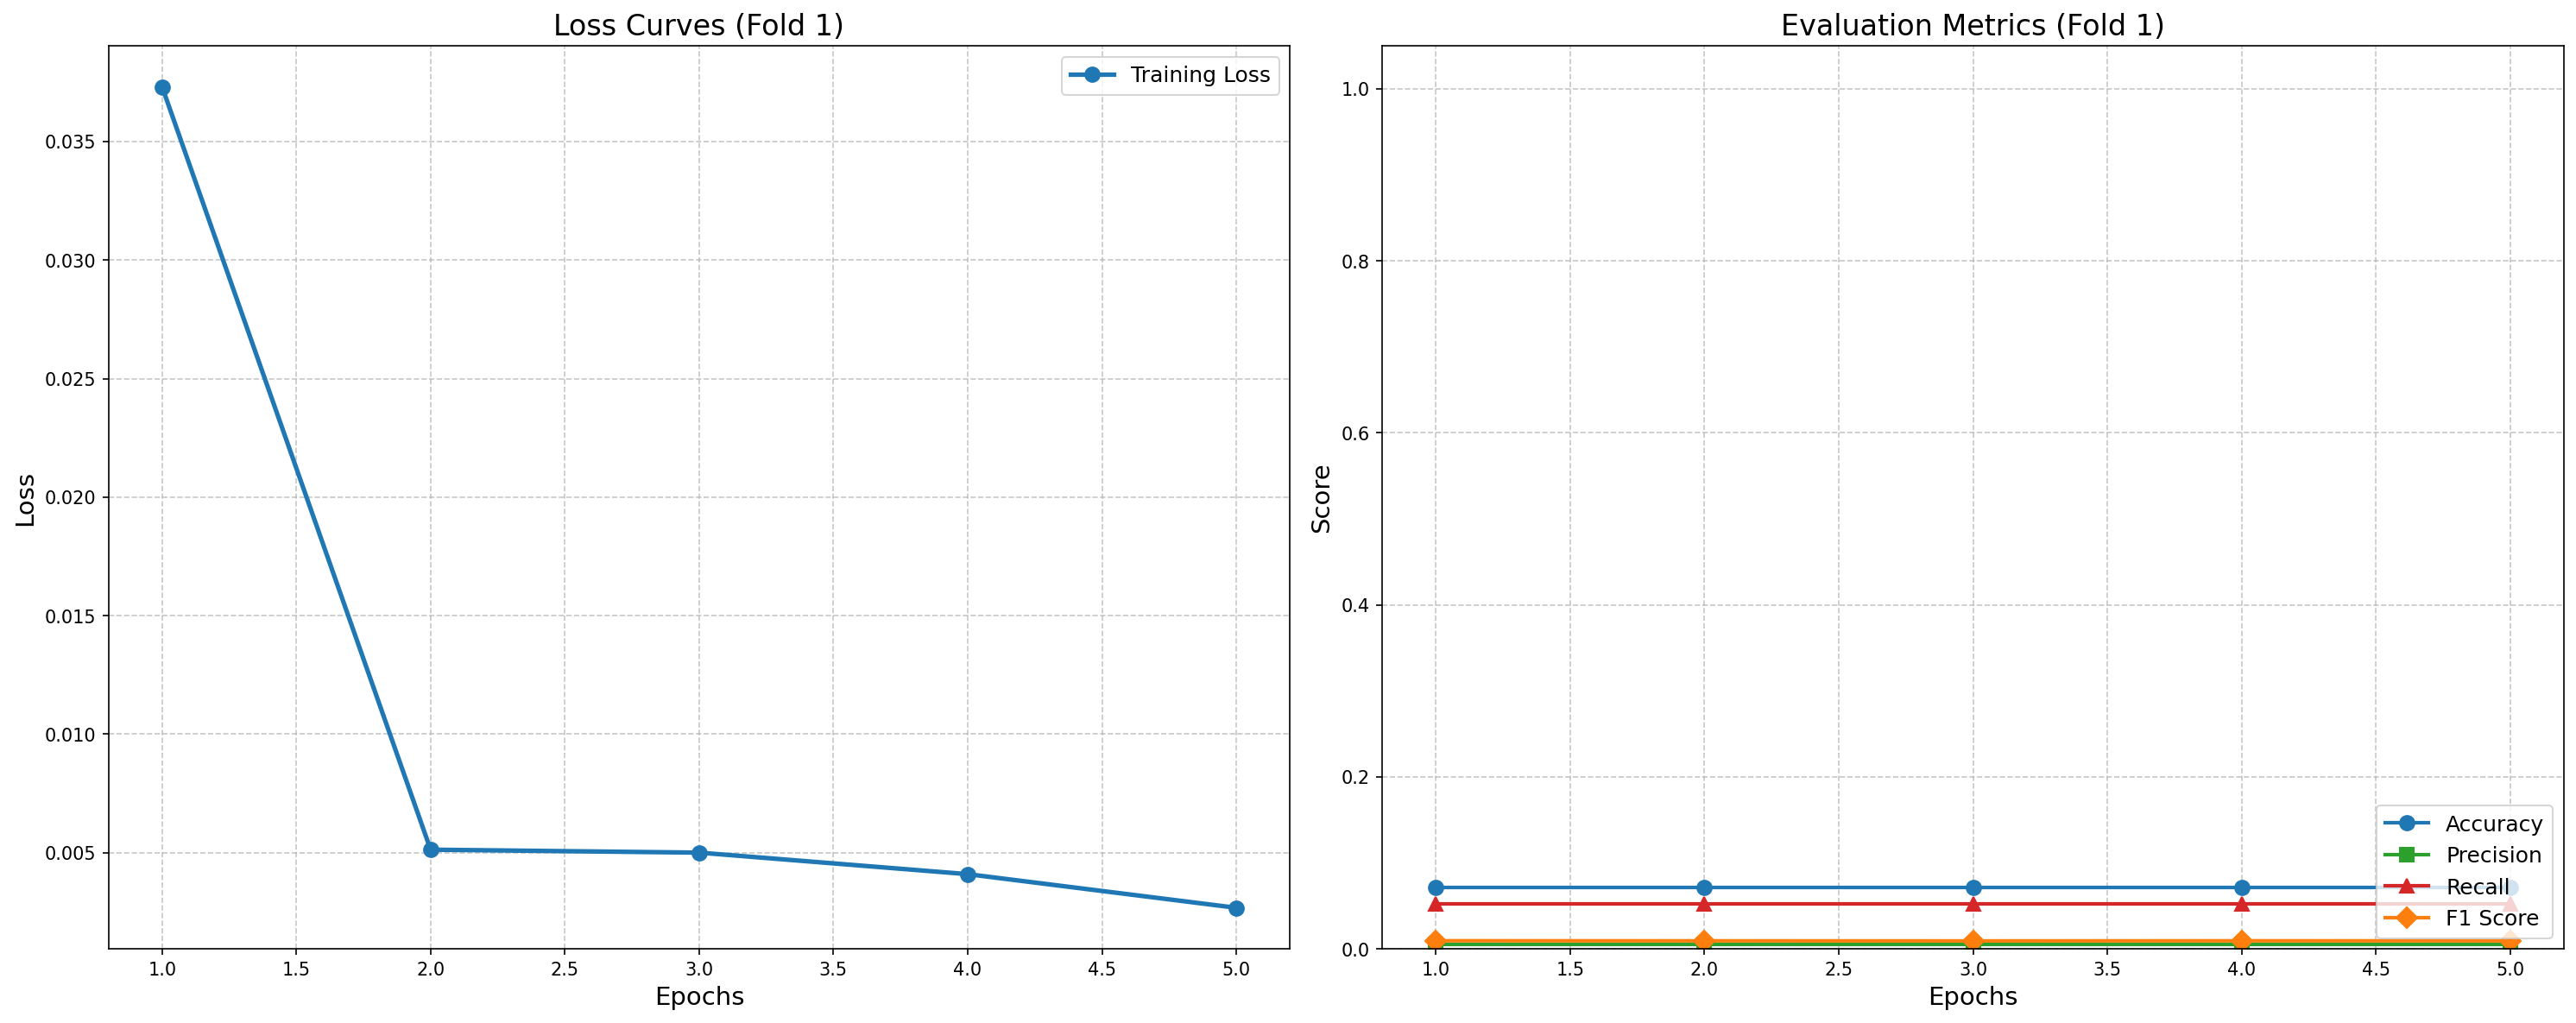 Loss Curves (Fold 1)
Training Loss
0.035
0.030
0.025
0.020
0.015
0.010
0.005
Loss
1.0 1.5 2.0 2.5 3.0 3.5 4.0 4.5 5.0
Epochs
Evaluation Metrics (Fold 1)
1.0
0.8
0.6
0.4
0.2
0.0
Score
Accuracy
Precision
Recall
F1 Score
1.0 1.5 2.0 2.5 3.0 3.5 4.0 4.5 5.0
Epochs